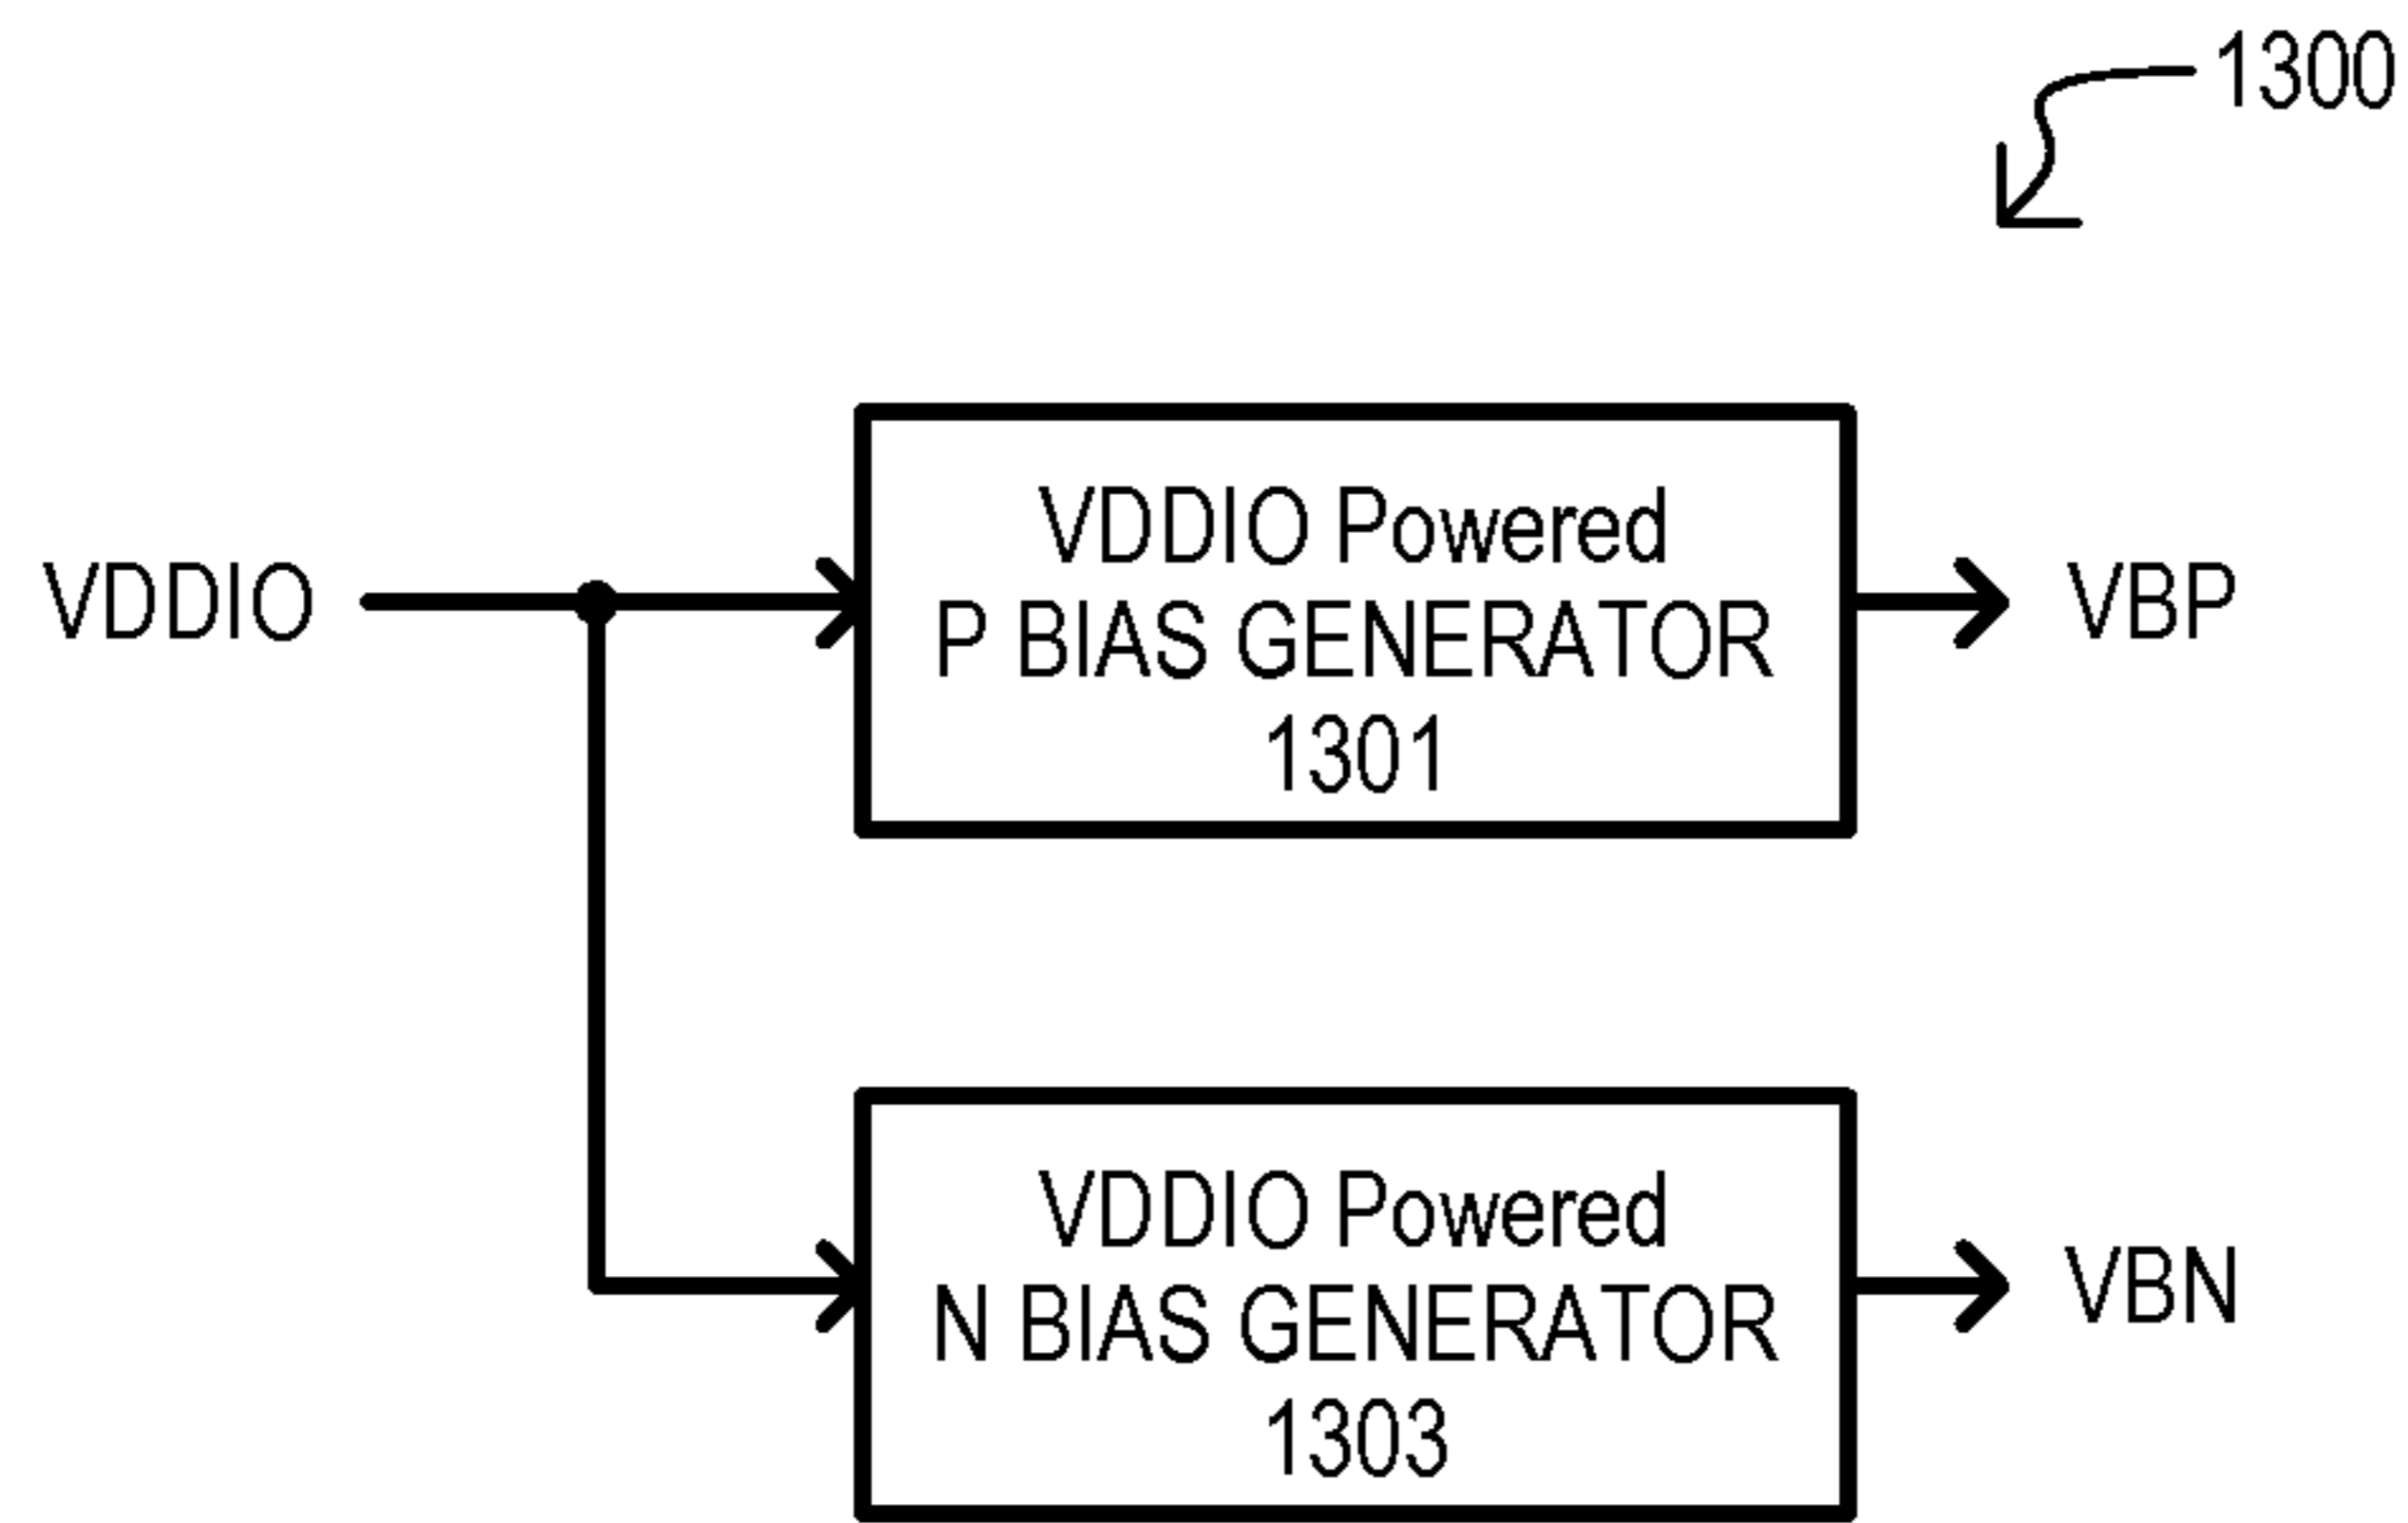 1300
VDDIO Powered
P BIAS GENERATOR
1301
VDDIO
VBP
VDDIO Powered
N BIAS GENERATOR
1303
VBN